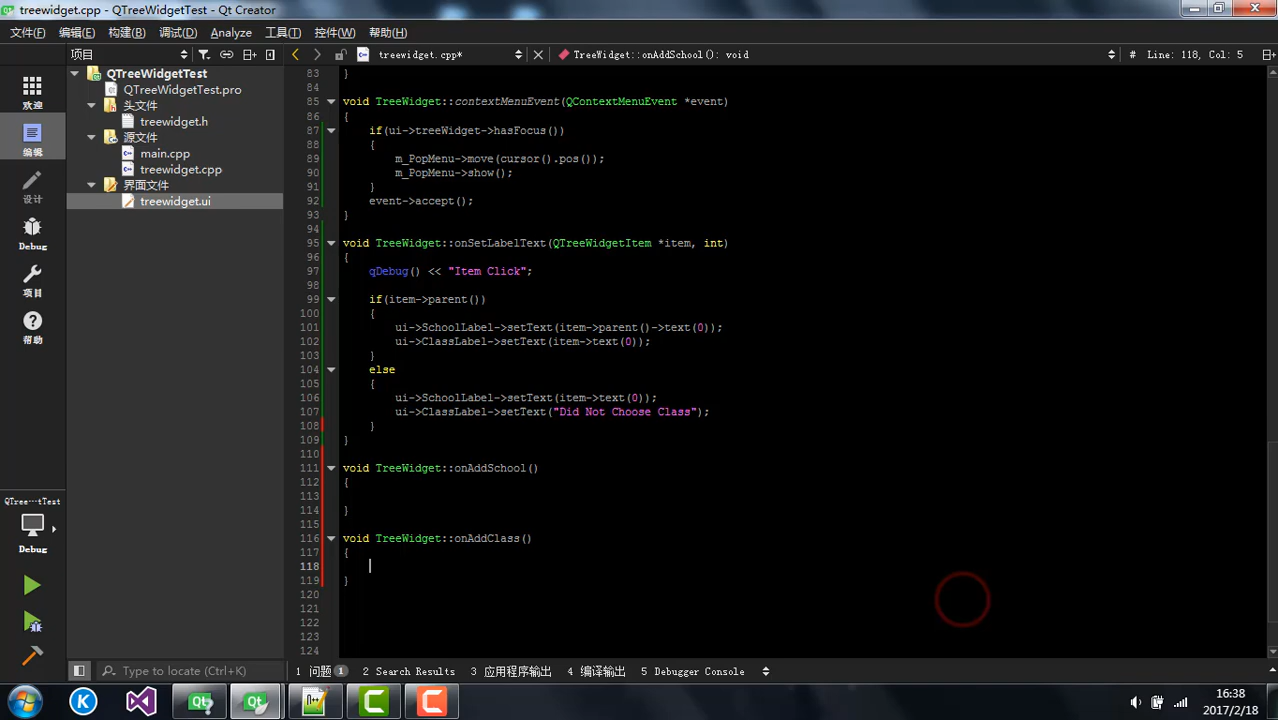 treewidget.cpp - QTreeWidgetTest - Qt Creator
文件(F) 编辑(E) 构建(B) 调试(D) Analyze 工具(T) 控件(W) 帮助(H)
项目 treewidget.cpp* TreeWidget::onAddSchool(): void # Line: 118, Col: 5
QTreeWidgetTest
QTreeWidgetTest.pro
头文件
treewidget.h
源文件
main.cpp
treewidget.cpp
界面文件
treewidget.ui
欢迎
编辑
设计
Debug
项目
帮助
QTree···tTest
Debug
83 }
84
85 void TreeWidget::contextMenuEvent(QContextMenuEvent *event)
86 {
87 if(ui->treeWidget->hasFocus())
88 {
89 m_PopMenu->move(cursor().pos());
90 m_PopMenu->show();
91 }
92 event->accept();
93 }
94
95 void TreeWidget::onSetLabelText(QTreeWidgetItem *item, int)
96 {
97 qDebug() << "Item Click";
98
99 if(item->parent())
100 {
101 ui->SchoolLabel->setText(item->parent()->text(0));
102 ui->ClassLabel->setText(item->text(0));
103 }
104 else
105 {
106 ui->SchoolLabel->setText(item->text(0));
107 ui->ClassLabel->setText("Did Not Choose Class");
108 }
109 }
110
111 void TreeWidget::onAddSchool()
112 {
113
114 }
115
116 void TreeWidget::onAddClass()
117 {
118
119 }
120
121
122
123
124
Type to locate (Ctrl+K) 1 问题 1 2 Search Results 3 应用程序输出 4 编译输出 5 Debugger Console
16:38
2017/2/18